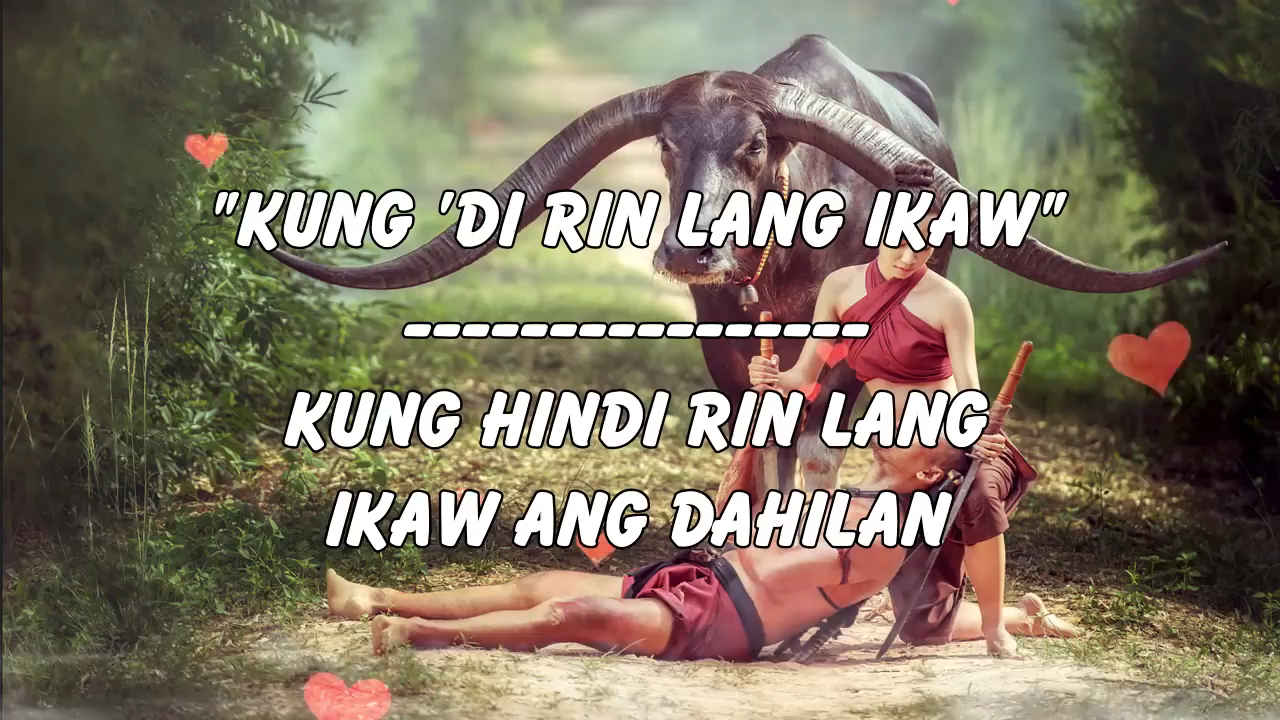 "KUNG 'DI RIN LANG IKAW"
----------------
KUNG HINDI RIN LANG
IKAW ANG DAHILAN